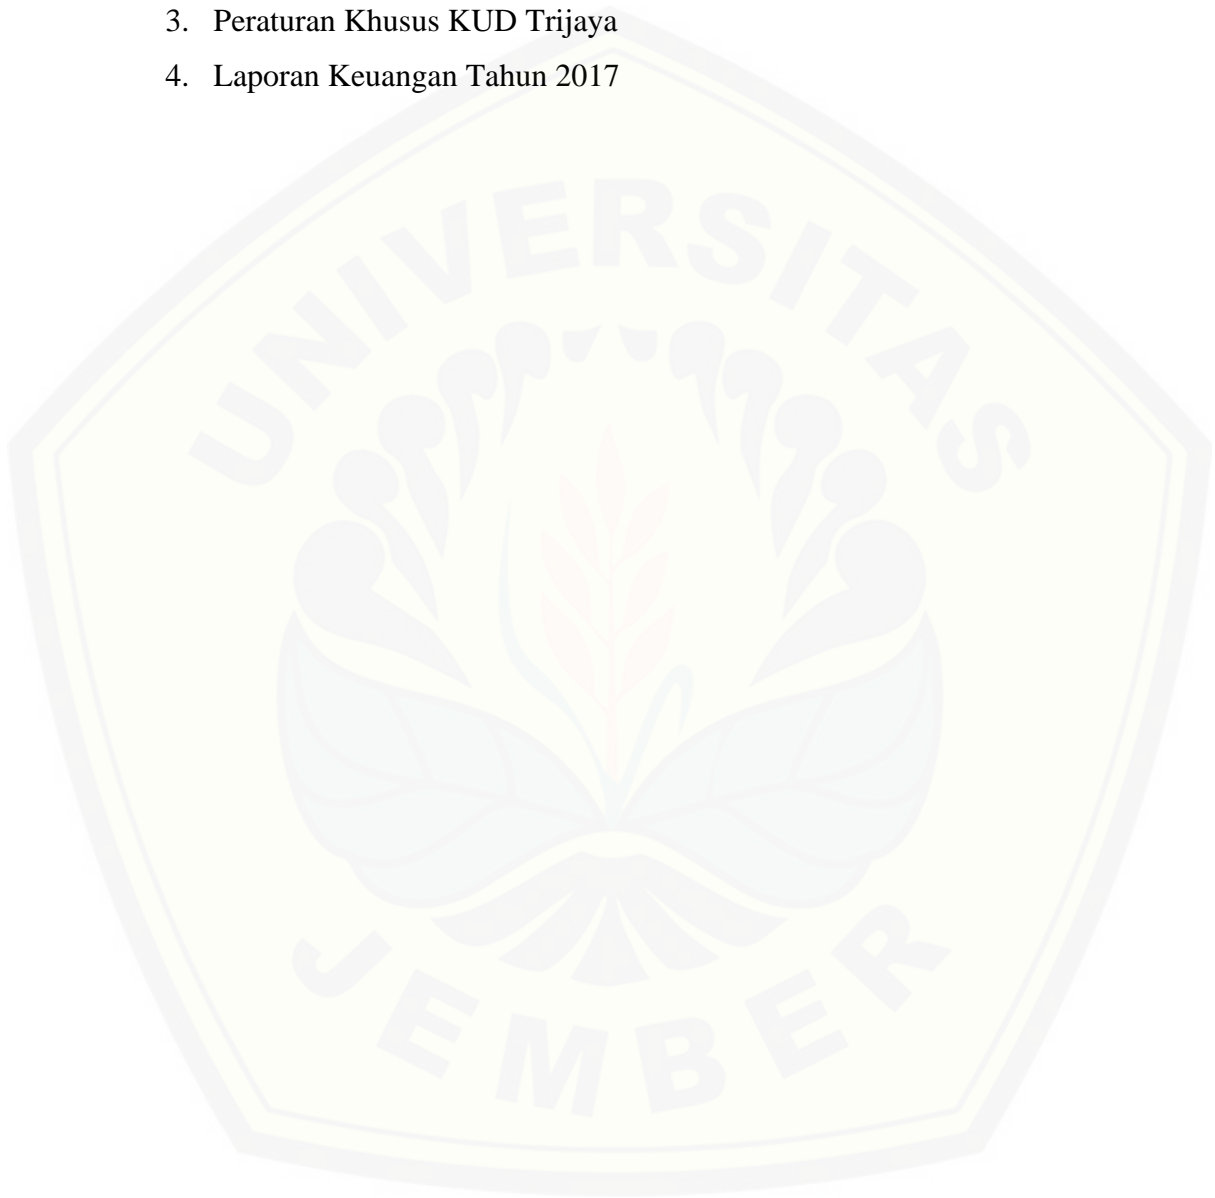 3. Peraturan Khusus KUD Trijaya
4. Laporan Keuangan Tahun 2017
UNIVERSITAS
JEMBER